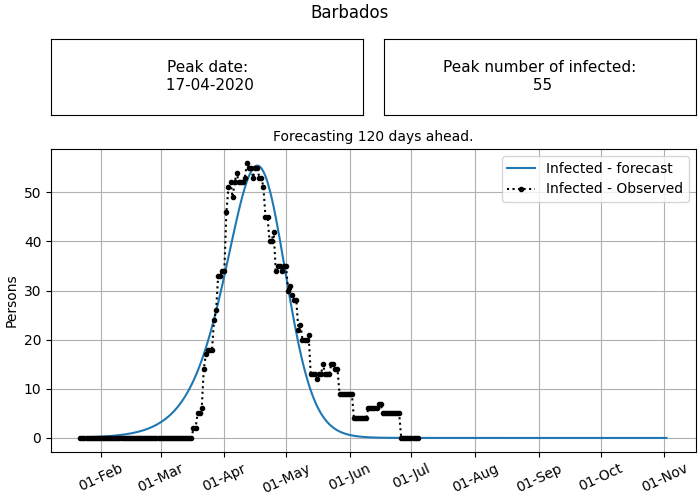 Barbados
Peak date:
17-04-2020
Peak number of infected:
55
Forecasting 120 days ahead.
Infected - forecast
Infected - Observed
Persons
50
40
30
20
10
0
01-Feb
01-Mar
01-Apr
01-May
01-Jun
01-Jul
01-Aug
01-Sep
01-Oct
01-Nov